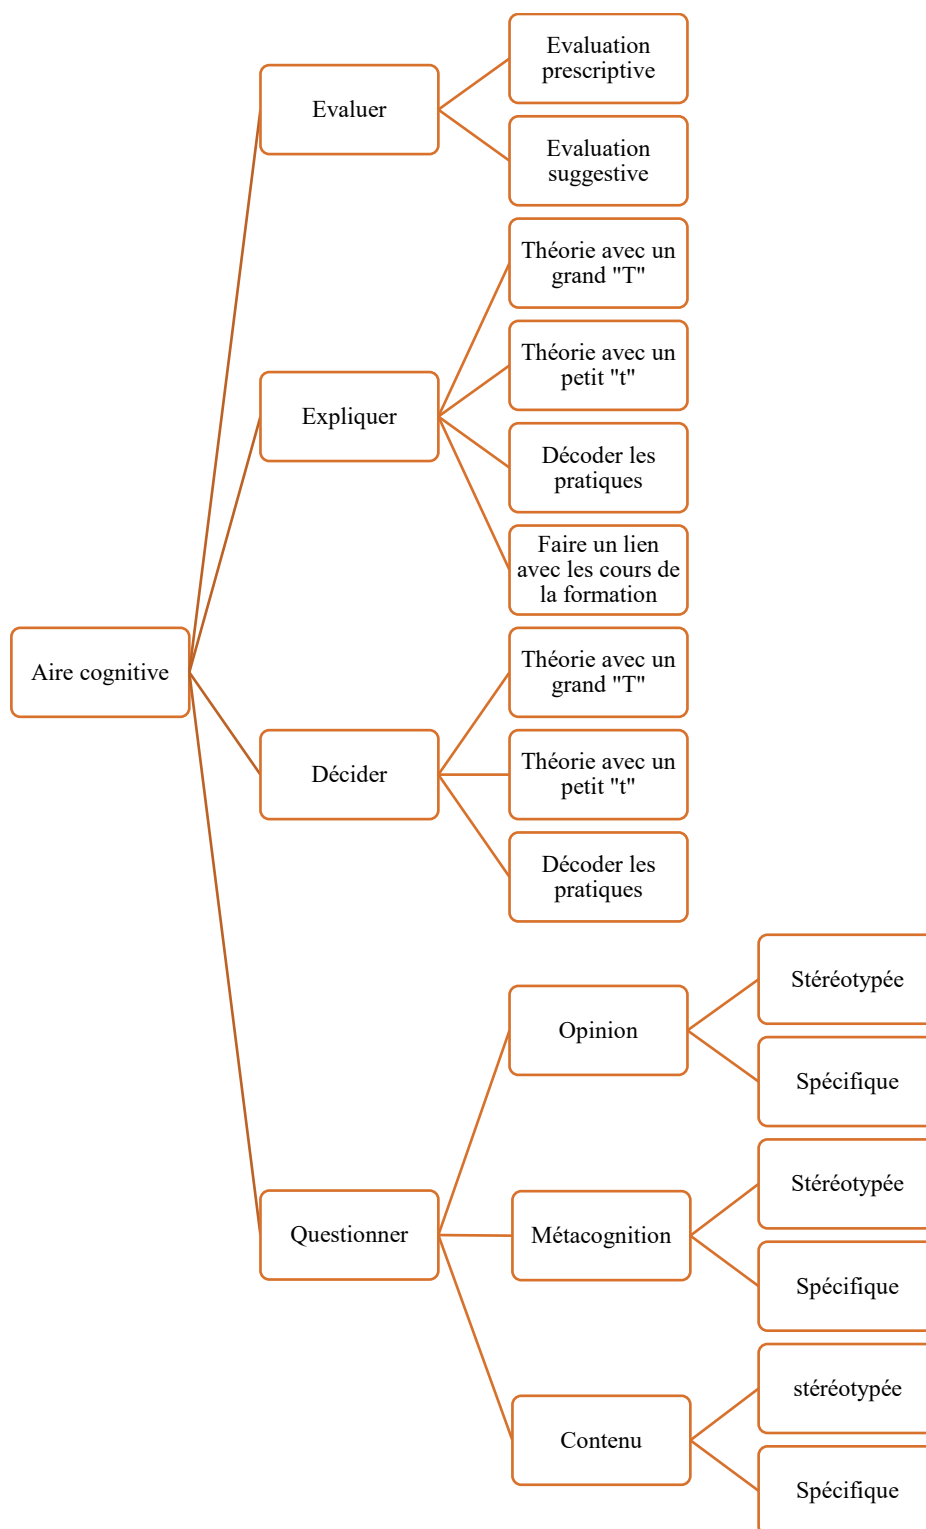 Evaluation
prescriptive
Evaluer
Evaluation
suggestive
Théorie avec un
grand "T"
Théorie avec un
petit "t"
Expliquer
Décoder les
pratiques
Faire un lien
avec les cours de
la formation
Aire cognitive
Théorie avec un
grand "T"
Décider
Théorie avec un
petit "t"
Décoder les
pratiques
Stéréotypée
Opinion
Spécifique
Stéréotypée
Questionner
Métacognition
Spécifique
stéréotypée
Contenu
Spécifique